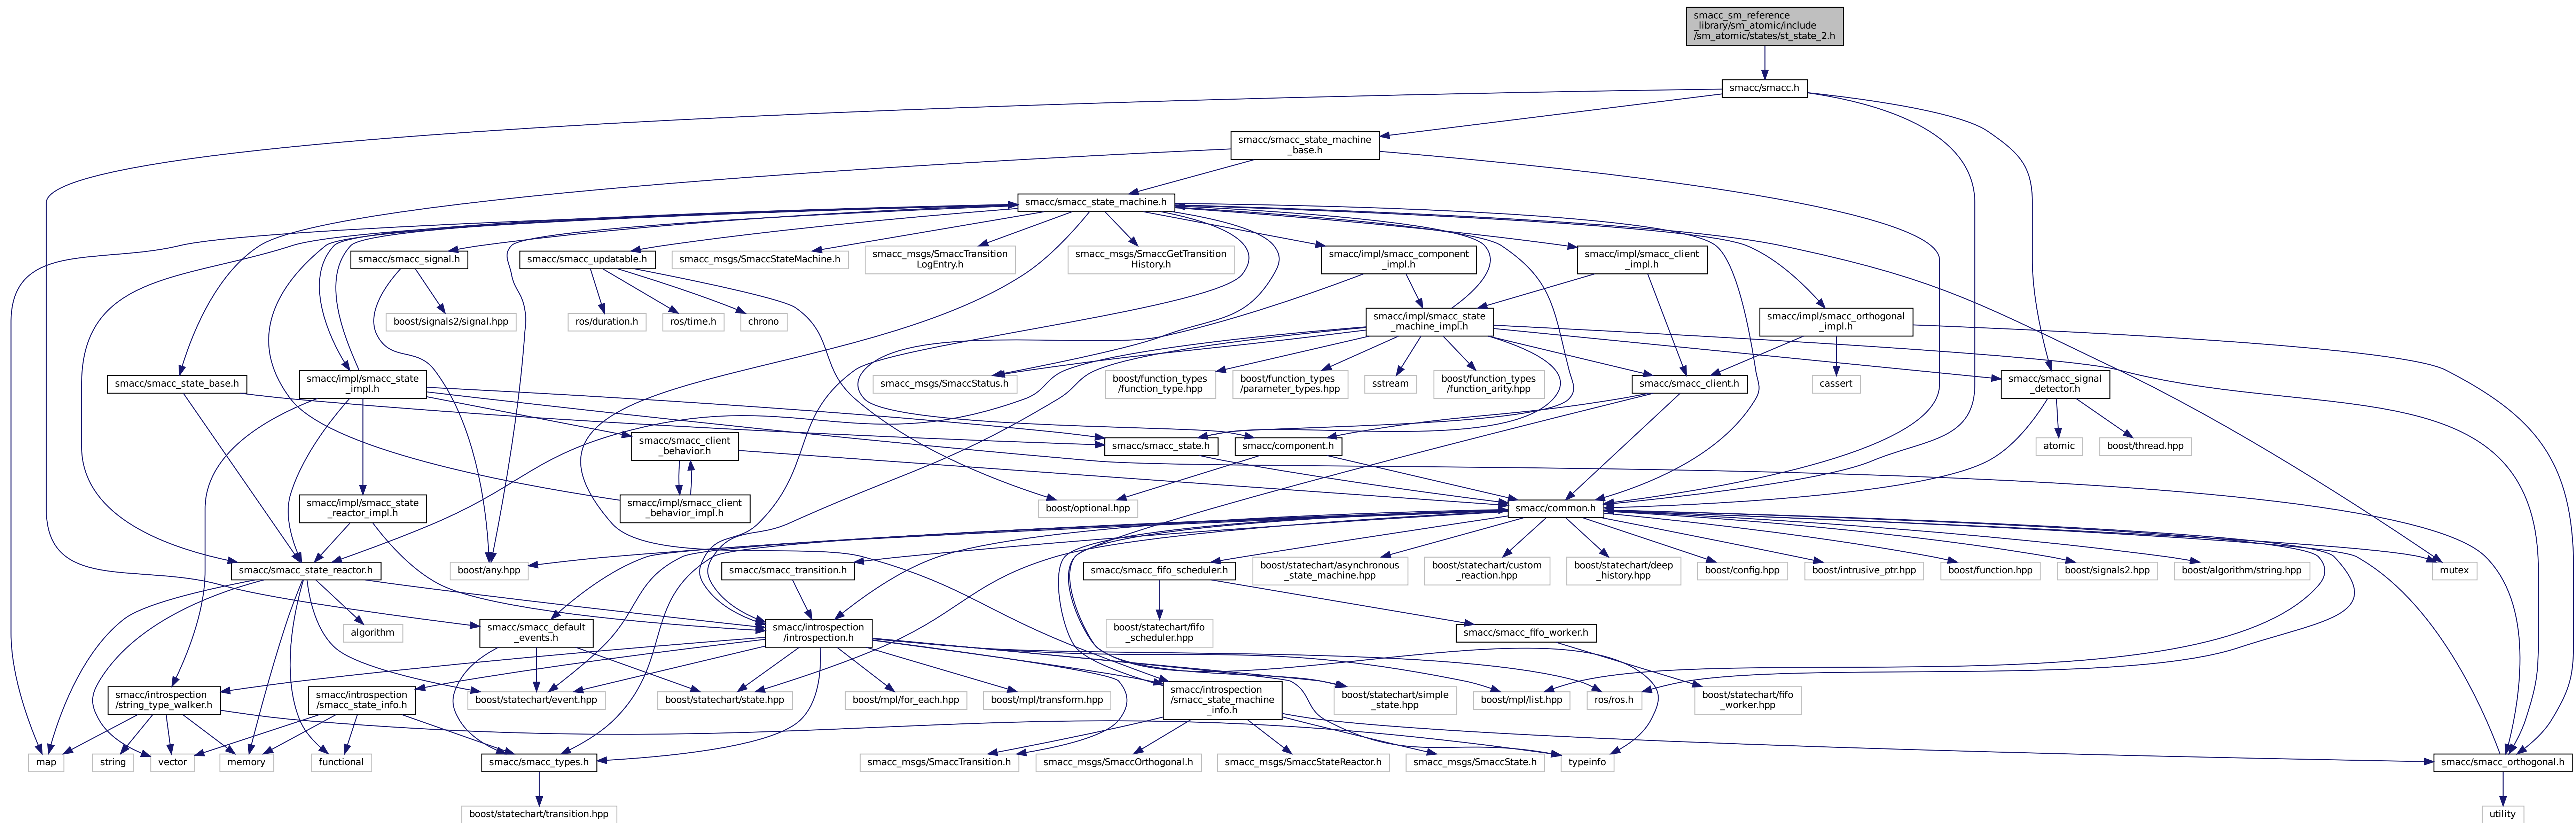 smacc_sm_reference
_library/sm_atomic/include
/sm_atomic/states/st_state_2.h
smacc/smacc.h
smacc/smacc_state_machine
_base.h
smacc/smacc_state_machine.h
smacc/smacc_signal.h
smacc/smacc_updatable.h
smacc_msgs/SmaccStateMachine.h
smacc_msgs/SmaccTransition
LogEntry.h
smacc_msgs/SmaccGetTransition
History.h
smacc/impl/smacc_component
_impl.h
smacc/impl/smacc_client
_impl.h
boost/signals2/signal.hpp
ros/duration.h
ros/time.h
chrono
smacc/impl/smacc_state
_machine_impl.h
smacc/impl/smacc_orthogonal
_impl.h
smacc/smacc_state_base.h
smacc/impl/smacc_state
_impl.h
smacc_msgs/SmaccStatus.h
boost/function_types
/function_type.hpp
boost/function_types
/parameter_types.hpp
sstream
boost/function_types
/function_arity.hpp
smacc/smacc_client.h
cassert
smacc/smacc_signal
_detector.h
smacc/smacc_client
_behavior.h
smacc/smacc_state.h
smacc/component.h
atomic
boost/thread.hpp
smacc/impl/smacc_state
_reactor_impl.h
smacc/impl/smacc_client
_behavior_impl.h
boost/optional.hpp
smacc/common.h
smacc/smacc_state_reactor.h
boost/any.hpp
smacc/smacc_transition.h
smacc/smacc_fifo_scheduler.h
boost/statechart/asynchronous
_state_machine.hpp
boost/statechart/custom
_reaction.hpp
boost/statechart/deep
_history.hpp
boost/config.hpp
boost/intrusive_ptr.hpp
boost/function.hpp
boost/signals2.hpp
boost/algorithm/string.hpp
mutex
algorithm
smacc/smacc_default
_events.h
smacc/introspection
/introspection.h
boost/statechart/fifo
_scheduler.hpp
smacc/smacc_fifo_worker.h
smacc/introspection
/string_type_walker.h
smacc/introspection
/smacc_state_info.h
boost/statechart/event.hpp
boost/statechart/state.hpp
boost/mpl/for_each.hpp
boost/mpl/transform.hpp
smacc/introspection
/smacc_state_machine
_info.h
boost/statechart/simple
_state.hpp
boost/mpl/list.hpp
ros/ros.h
boost/statechart/fifo
_worker.hpp
map
string
vector
memory
functional
smacc/smacc_types.h
smacc_msgs/SmaccTransition.h
smacc_msgs/SmaccOrthogonal.h
smacc_msgs/SmaccStateReactor.h
smacc_msgs/SmaccState.h
typeinfo
smacc/smacc_orthogonal.h
boost/statechart/transition.hpp
utility